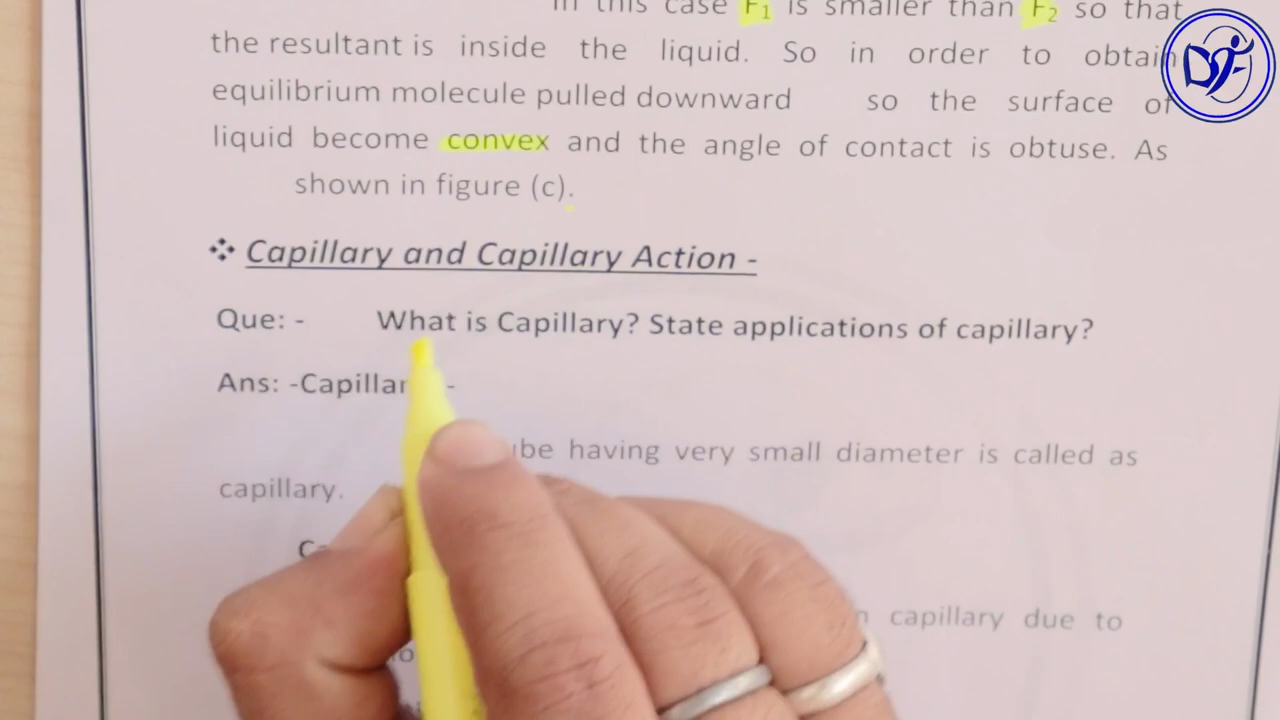 In this case F₁ is smaller than F₂ so that
the resultant is inside the liquid. So in order to obtain
equilibrium molecule pulled downward so the surface of
liquid become convex and the angle of contact is obtuse. As
shown in figure (c).
❖ Capillary and Capillary Action -
Que: - What is Capillary? State applications of capillary?
Ans: -Capillar -
having very small diameter is called as
capillary.
capillary due to